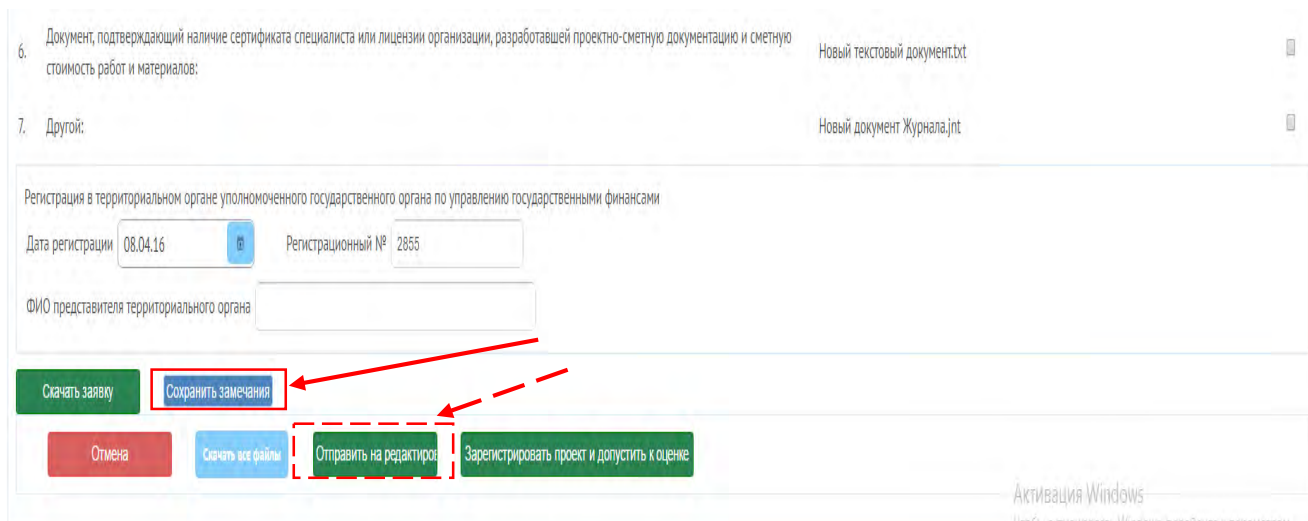 6. Документ, подтверждающий наличие сертификата специалиста или лицензии организации, разработавшей проектно-сметную документацию и сметную
стоимость работ и материалов:
Новый текстовый документ.txt
7. Другой:
Новый документ Журнала.jnt
Регистрация в территориальном органе уполномоченного государственного органа по управлению государственными финансами
Дата регистрации 08.04.16 Регистрационный № 2855
ФИО представителя территориального органа
Скачать заявку Сохранить замечания
Отмена Скачать все файлы Отправить на редактиров Зарегистрировать проект и допустить к оценке
Активация Windows